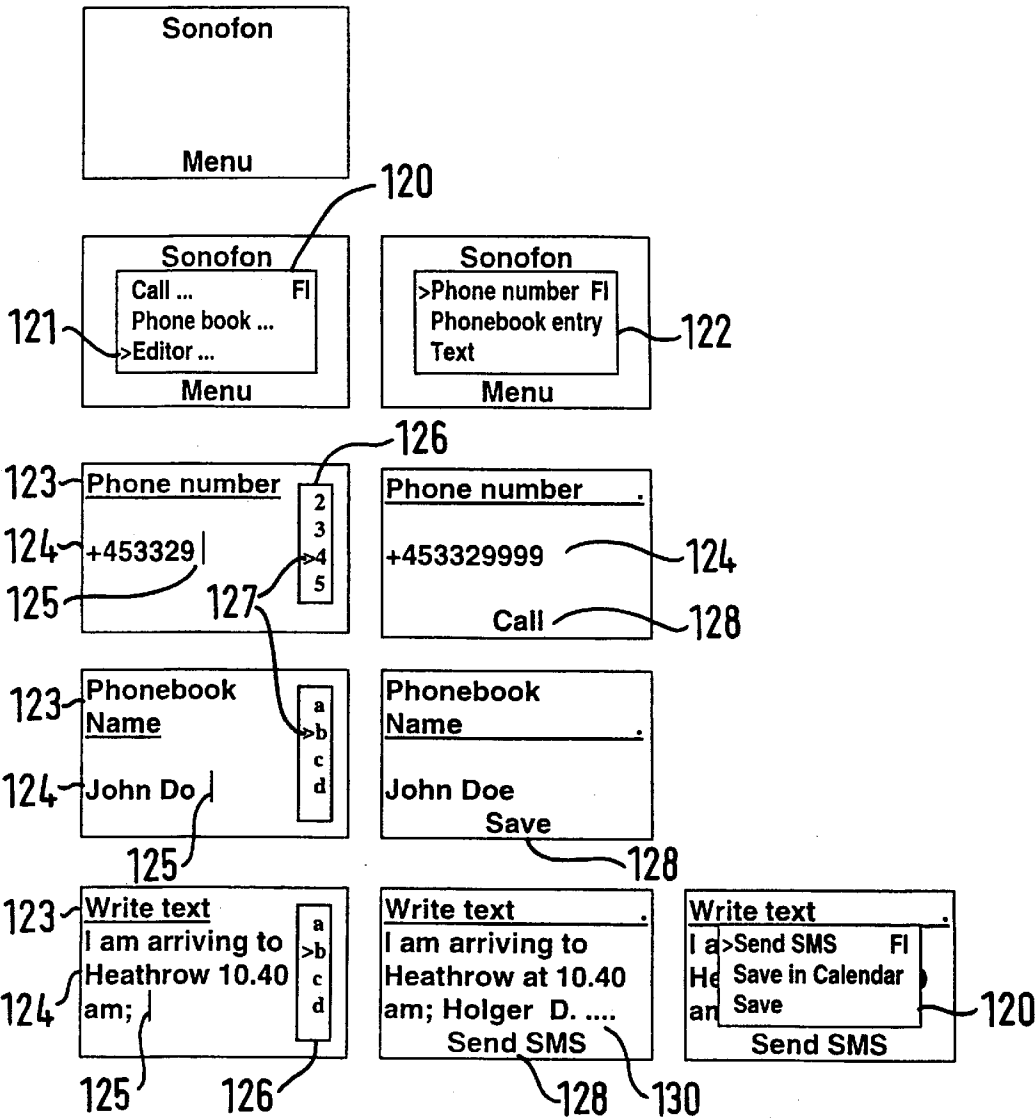 Sonofon
Menu
120
Sonofon
Call ... FI
Phone book ...
>Editor ...
Menu
121
Sonofon
>Phone number FI
Phonebook entry
Text
Menu
122
126
123
Phone number
124
+453329
125
127
2
3
>4
5
Phone number .
+453329999
124
Call
128
123
Phonebook
Name
124
John Do
125
a
>b
c
d
Phonebook
Name .
John Doe
Save
128
123
Write text
I am arriving to
Heathrow 10.40
am;
124
125
a
>b
c
d
126
Write text .
I am arriving to
Heathrow at 10.40
am; Holger D. ....
Send SMS
128
130
Write text .
I a >Send SMS FI
He Save in Calendar
an Save
Send SMS
120